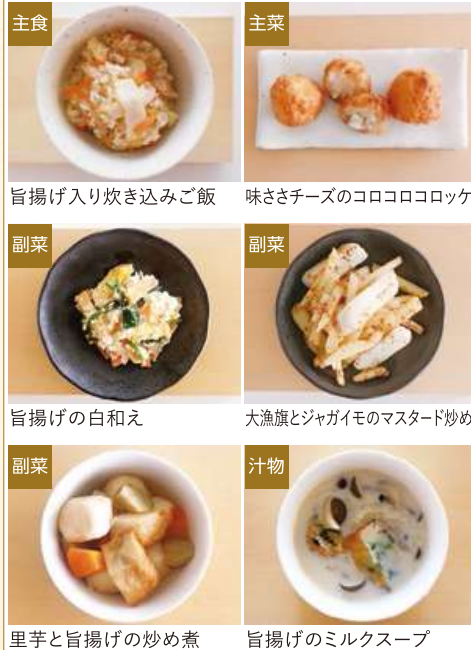 主食
主菜
旨揚げ入り炊き込みご飯
味ささチーズのコロコロコロッケ
副菜
副菜
旨揚げの白和え
大漁旗とジャガイモのマスタード炒め
副菜
汁物
里芋と旨揚げの炒め煮
旨揚げのミルクスープ